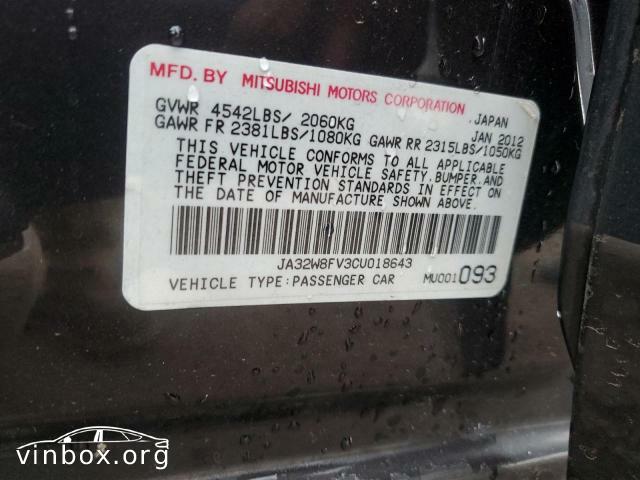 MFD. BY MITSUBISHI MOTORS CORPORATION, JAPAN
GVWR 4542LBS/ 2060KG JAN 2012
GAWR FR 2381LBS/1080KG GAWR RR 2315LBS/1050KG
THIS VEHICLE CONFORMS TO ALL APPLICABLE
FEDERAL MOTOR VEHICLE SAFETY,BUMPER,AND
THEFT PREVENTION STANDARDS IN EFFECT ON
THE DATE OF MANUFACTURE SHOWN ABOVE.
JA32W8FV3CU018643
VEHICLE TYPE:PASSENGER CAR MU001093
vinbox.org